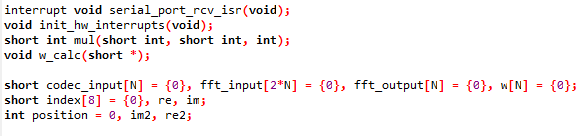 interrupt void serial_port_rcv_isr(void);
void init_hw_interrupts(void);
short int mul(short int, short int, int);
void w_calc(short *);
short codec_input[N] = {0}, fft_input[2*N] = {0}, fft_output[N] = {0}, w[N] = {0};
short index[8] = {0}, re, im;
int position = 0, im2, re2;